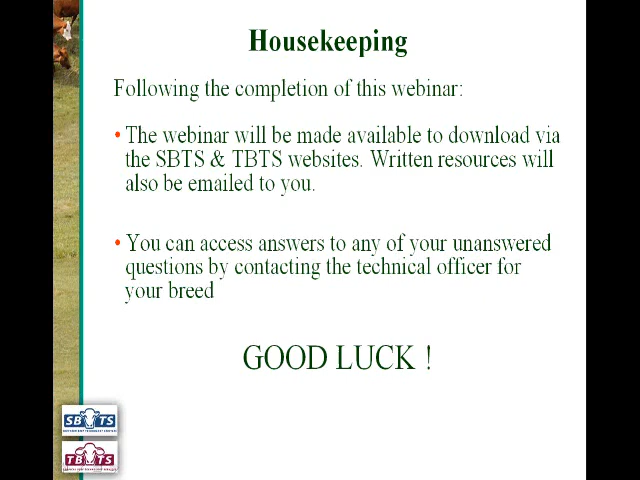 Housekeeping
Following the completion of this webinar:
• The webinar will be made available to download via
the SBTS & TBTS websites. Written resources will
also be emailed to you.
• You can access answers to any of your unanswered
questions by contacting the technical officer for
your breed
GOOD LUCK !
SBTS
TBTS